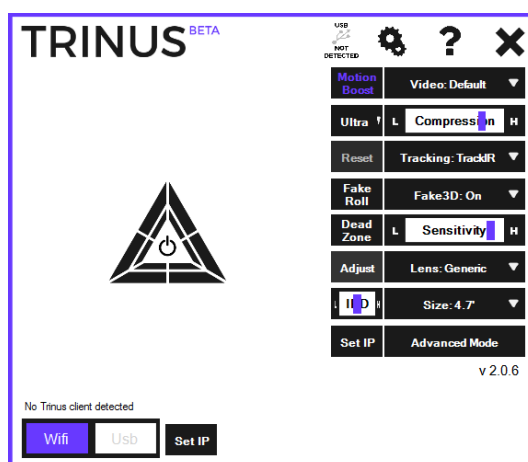 TRINUS BETA
USB
NOT
DETECTED
?
Motion
Boost
Video: Default
Ultra
L Compression H
Reset
Tracking: TrackIR
Fake
Roll
Fake3D: On
Dead
Zone
L Sensitivity H
Adjust
Lens: Generic
L IPD H
Size: 4.7'
Set IP
Advanced Mode
v 2.0.6
No Trinus client detected
Wifi
Usb
Set IP